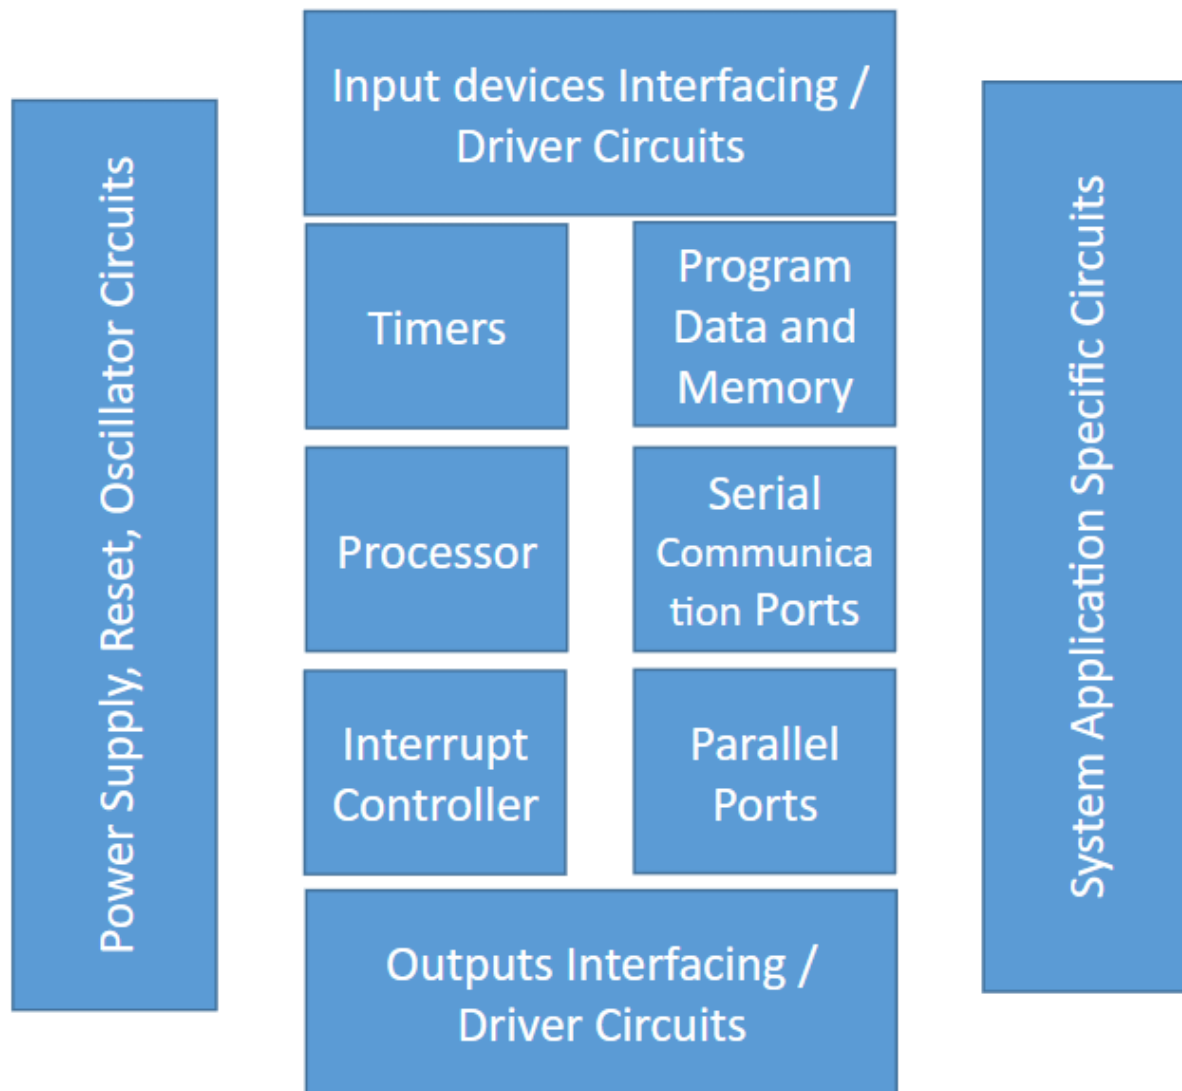 Input devices Interfacing /
Driver Circuits
Power Supply, Reset, Oscillator Circuits
System Application Specific Circuits
Timers
Program
Data and
Memory
Processor
Serial
Communica
tion Ports
Interrupt
Controller
Parallel
Ports
Outputs Interfacing /
Driver Circuits